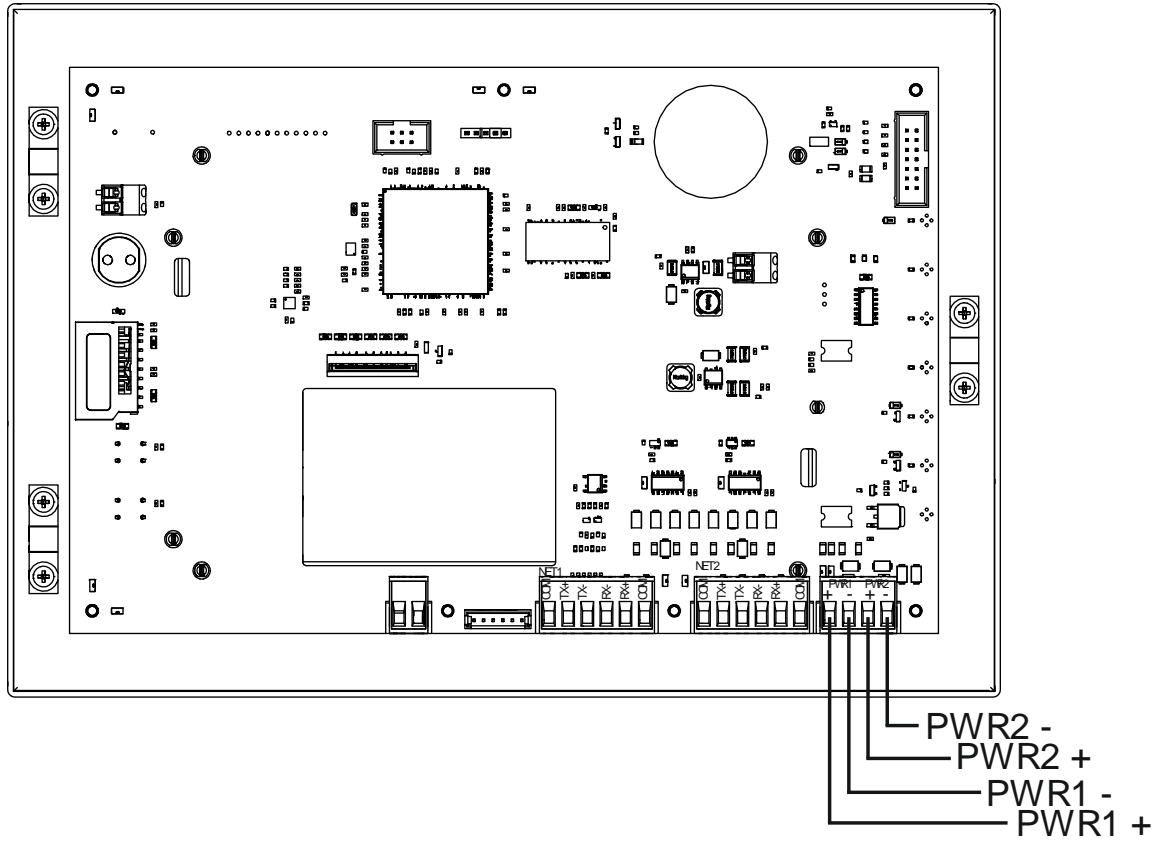 NET1
COM TX+ TX- RX- RX+ COM
NET2
COM TX+ TX- RX- RX+ COM
PWR1 PWR2
+ - + -
PWR2 -
PWR2 +
PWR1 -
PWR1 +